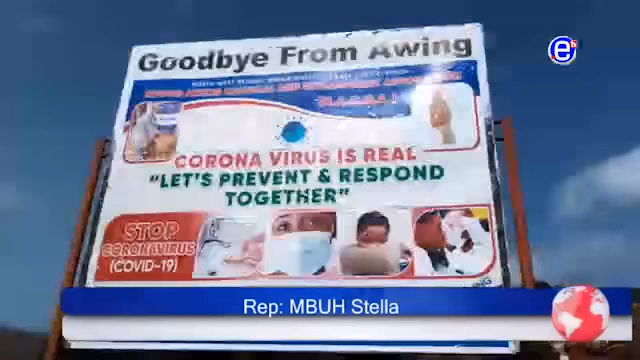 Goodbye From Awing
CORONA VIRUS IS REAL
"LET'S PREVENT & RESPOND
TOGETHER"
STOP
CORONAVIRUS
(COVID-19)
Rep: MBUH Stella
e